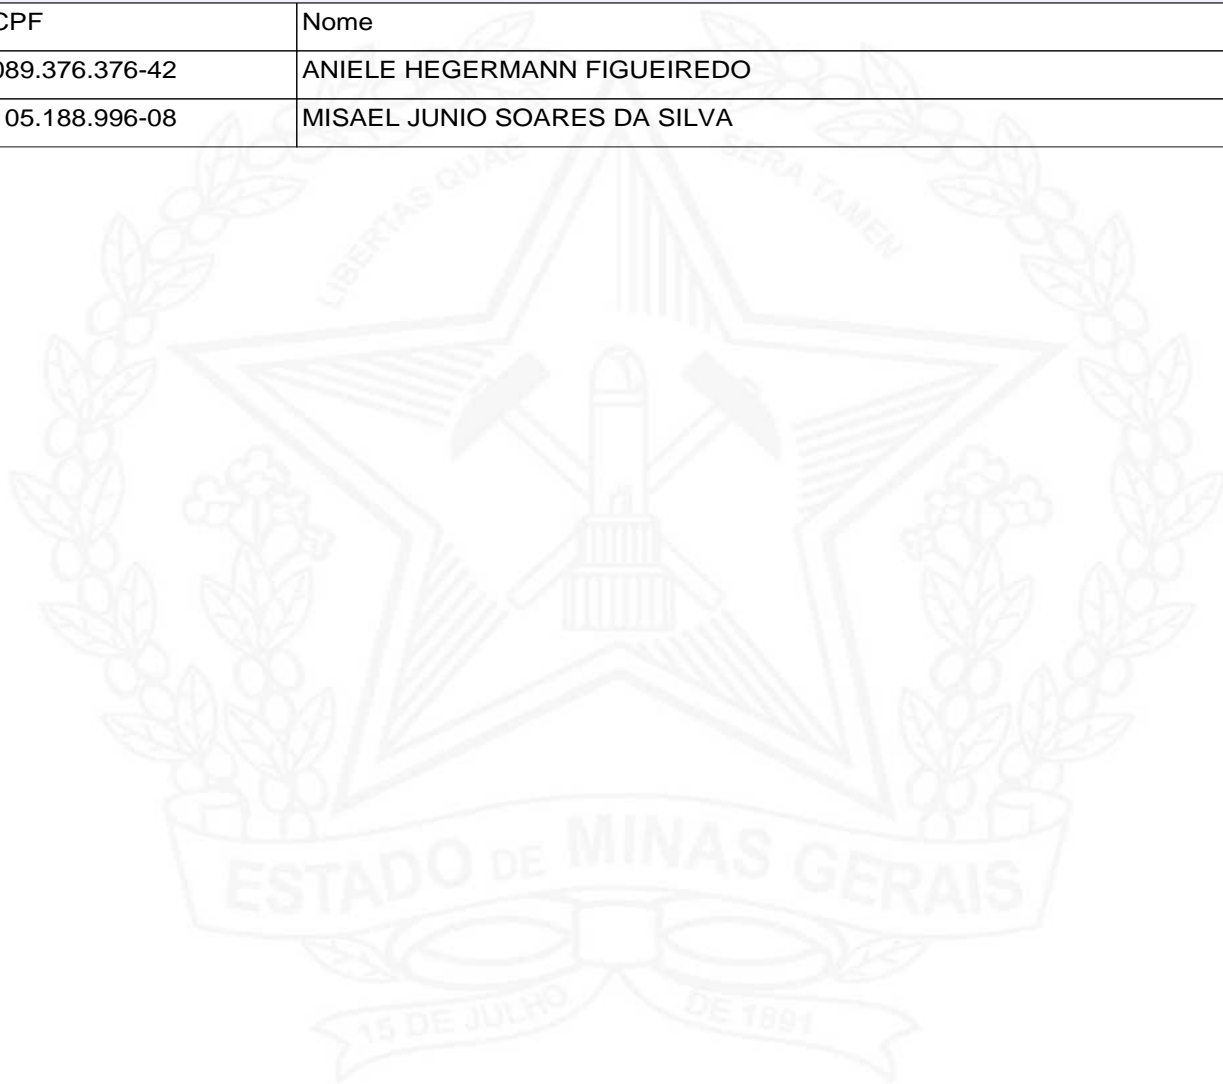 CPF Nome
089.376.376-42 ANIELE HEGERMANN FIGUEIREDO
05.188.996-08 MISAEL JUNIO SOARES DA SILVA
LIBERTAS QUAE SERA TAMEN
ESTADO DE MINAS GERAIS
15 DE JULHO DE 1891